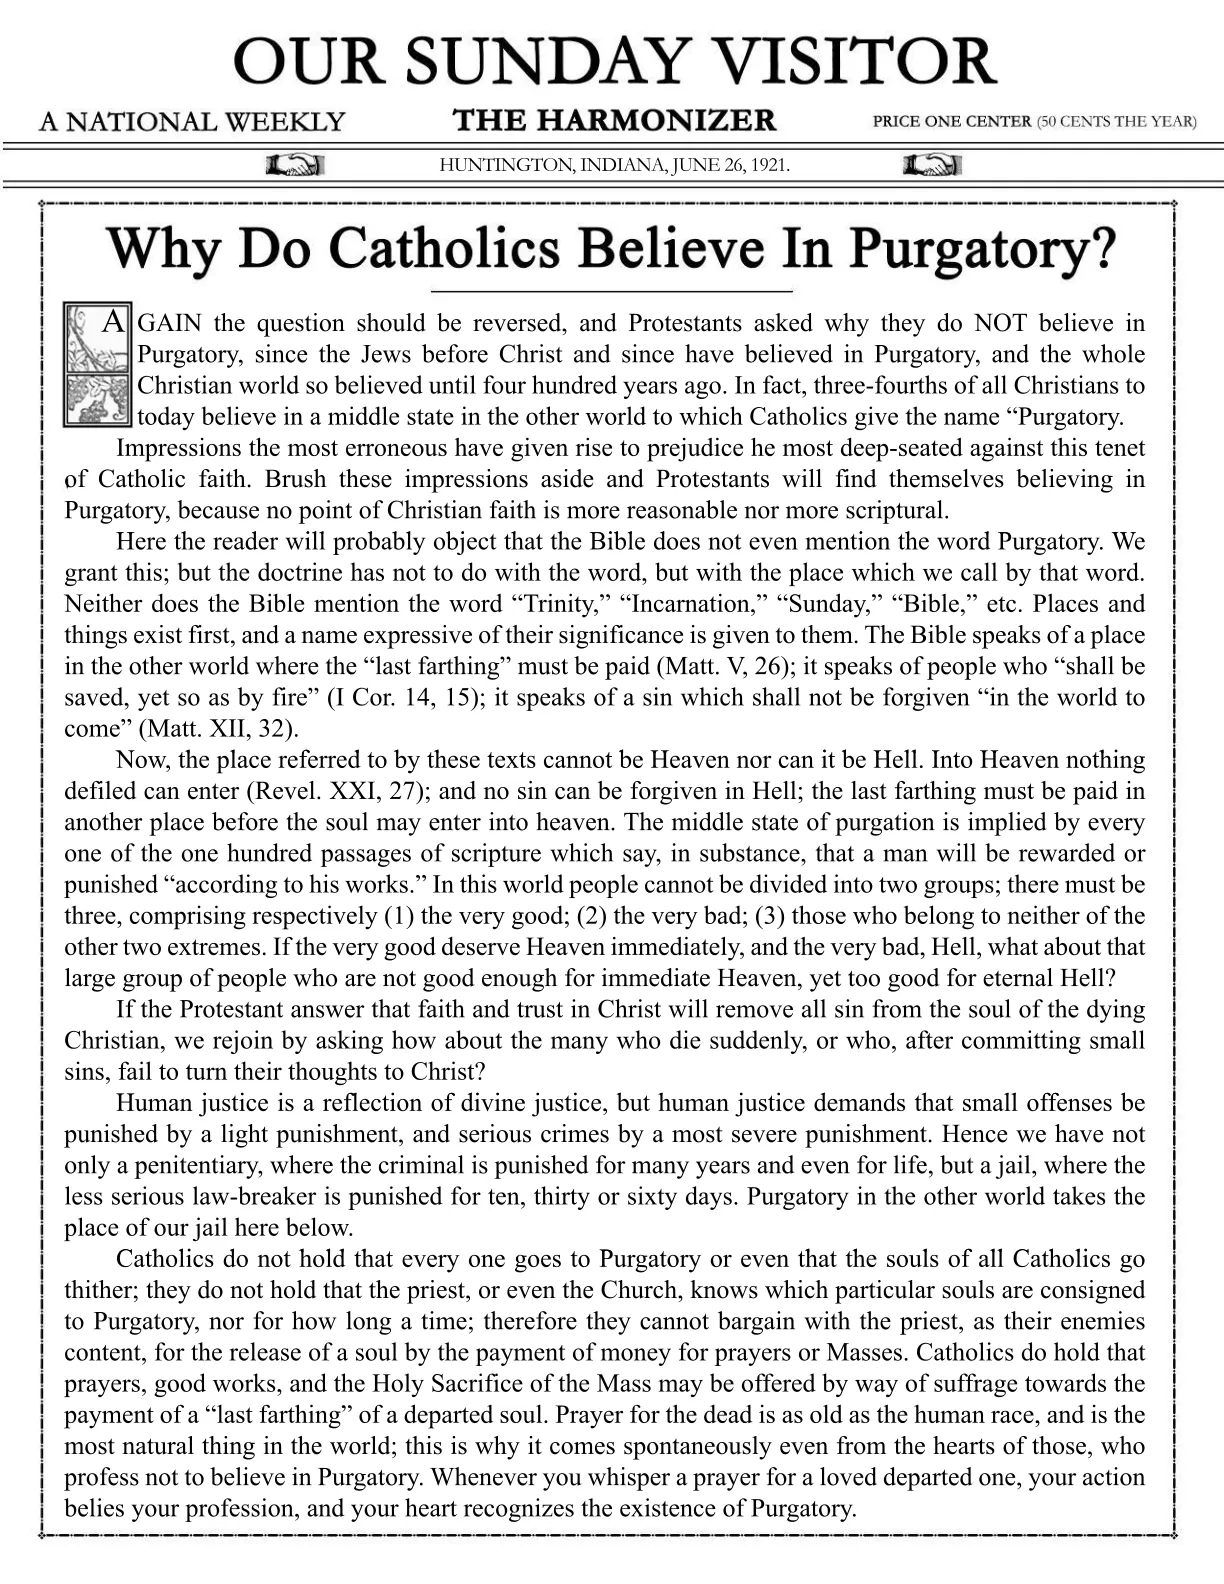 OUR SUNDAY VISITOR
A NATIONAL WEEKLY THE HARMONIZER PRICE ONE CENTER (50 CENTS THE YEAR)
HUNTINGTON, INDIANA, JUNE 26, 1921.
Why Do Catholics Believe In Purgatory?
AGAIN the question should be reversed, and Protestants asked why they do NOT believe in
Purgatory, since the Jews before Christ and since have believed in Purgatory, and the whole
Christian world so believed until four hundred years ago. In fact, three-fourths of all Christians to
today believe in a middle state in the other world to which Catholics give the name “Purgatory.
Impressions the most erroneous have given rise to prejudice he most deep-seated against this tenet
of Catholic faith. Brush these impressions aside and Protestants will find themselves believing in
Purgatory, because no point of Christian faith is more reasonable nor more scriptural.
Here the reader will probably object that the Bible does not even mention the word Purgatory. We
grant this; but the doctrine has not to do with the word, but with the place which we call by that word.
Neither does the Bible mention the word “Trinity,” “Incarnation,” “Sunday,” “Bible,” etc. Places and
things exist first, and a name expressive of their significance is given to them. The Bible speaks of a place
in the other world where the “last farthing” must be paid (Matt. V, 26); it speaks of people who “shall be
saved, yet so as by fire” (I Cor. 14, 15); it speaks of a sin which shall not be forgiven “in the world to
come” (Matt. XII, 32).
Now, the place referred to by these texts cannot be Heaven nor can it be Hell. Into Heaven nothing
defiled can enter (Revel. XXI, 27); and no sin can be forgiven in Hell; the last farthing must be paid in
another place before the soul may enter into heaven. The middle state of purgation is implied by every
one of the one hundred passages of scripture which say, in substance, that a man will be rewarded or
punished “according to his works.” In this world people cannot be divided into two groups; there must be
three, comprising respectively (1) the very good; (2) the very bad; (3) those who belong to neither of the
other two extremes. If the very good deserve Heaven immediately, and the very bad, Hell, what about that
large group of people who are not good enough for immediate Heaven, yet too good for eternal Hell?
If the Protestant answer that faith and trust in Christ will remove all sin from the soul of the dying
Christian, we rejoin by asking how about the many who die suddenly, or who, after committing small
sins, fail to turn their thoughts to Christ?
Human justice is a reflection of divine justice, but human justice demands that small offenses be
punished by a light punishment, and serious crimes by a most severe punishment. Hence we have not
only a penitentiary, where the criminal is punished for many years and even for life, but a jail, where the
less serious law-breaker is punished for ten, thirty or sixty days. Purgatory in the other world takes the
place of our jail here below.
Catholics do not hold that every one goes to Purgatory or even that the souls of all Catholics go
thither; they do not hold that the priest, or even the Church, knows which particular souls are consigned
to Purgatory, nor for how long a time; therefore they cannot bargain with the priest, as their enemies
content, for the release of a soul by the payment of money for prayers or Masses. Catholics do hold that
prayers, good works, and the Holy Sacrifice of the Mass may be offered by way of suffrage towards the
payment of a “last farthing” of a departed soul. Prayer for the dead is as old as the human race, and is the
most natural thing in the world; this is why it comes spontaneously even from the hearts of those, who
profess not to believe in Purgatory. Whenever you whisper a prayer for a loved departed one, your action
belies your profession, and your heart recognizes the existence of Purgatory.